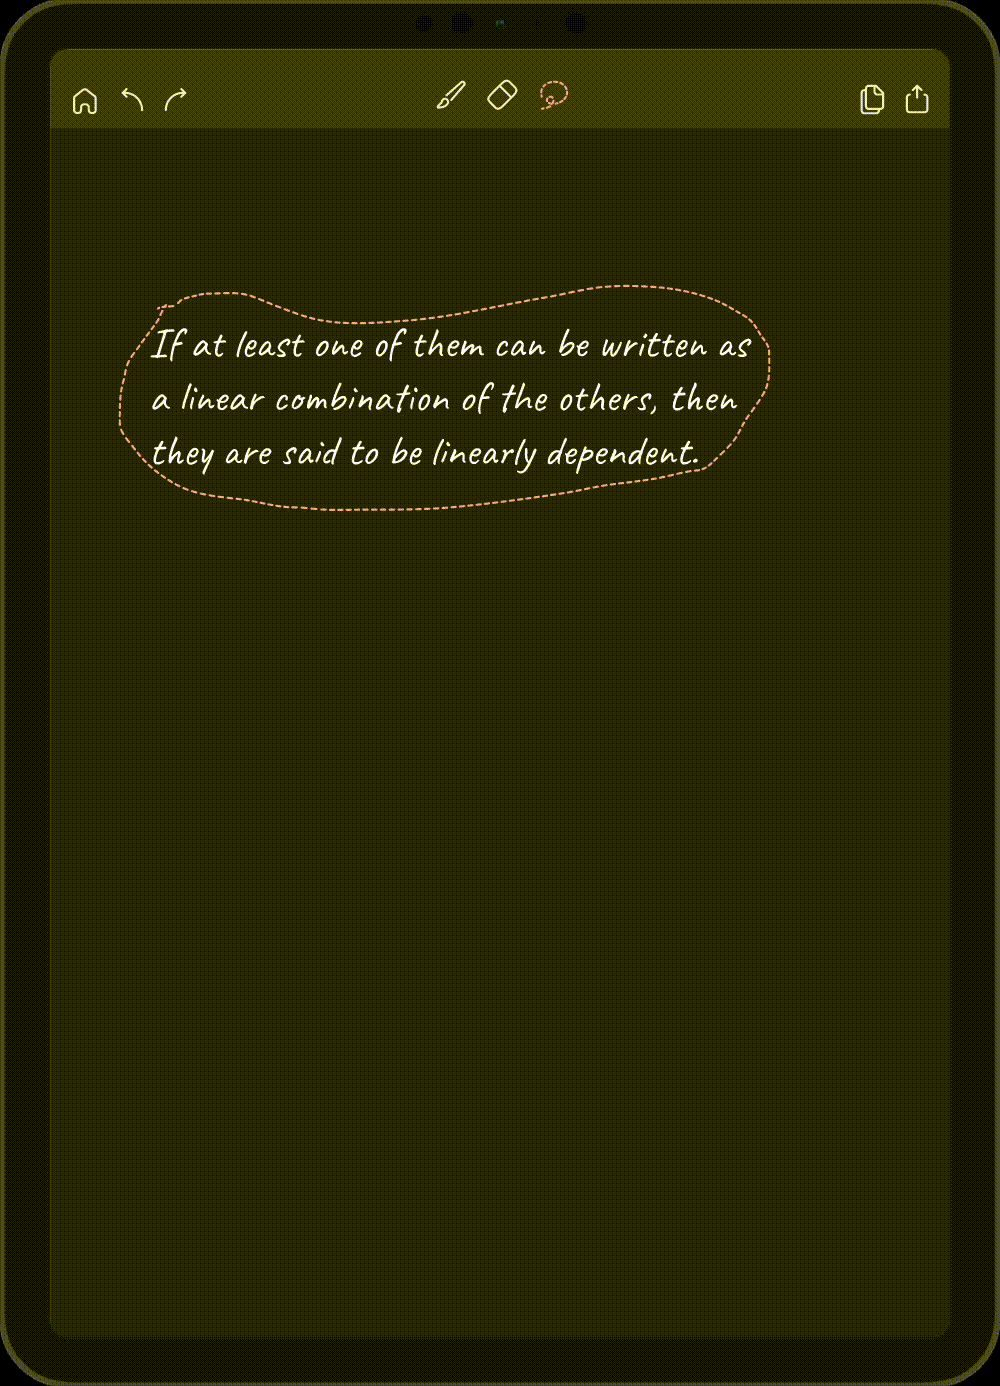 If at least one of them can be written as
a linear combination of the others, then
they are said to be linearly dependent.